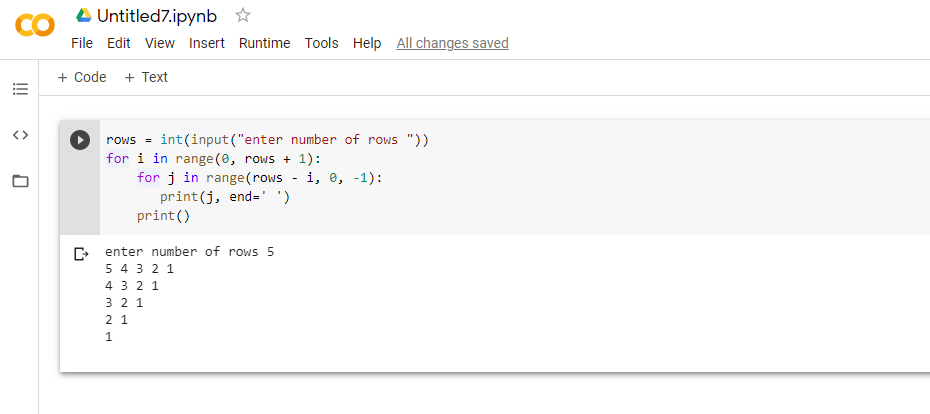 Untitled7.ipynb
File Edit View Insert Runtime Tools Help All changes saved
+ Code + Text
rows = int(input("enter number of rows "))
for i in range(0, rows + 1):
    for j in range(rows - i, 0, -1):
       print(j, end=' ')
    print()
enter number of rows 5
5 4 3 2 1
4 3 2 1
3 2 1
2 1
1